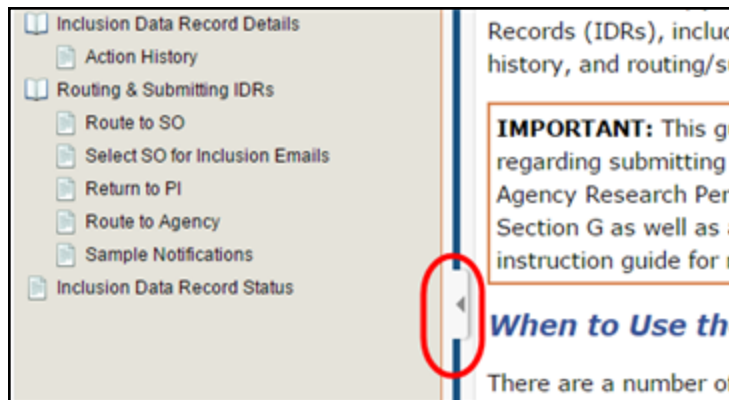 Inclusion Data Record Details
Action History
Routing & Submitting IDRs
Route to SO
Select SO for Inclusion Emails
Return to PI
Route to Agency
Sample Notifications
Inclusion Data Record Status
Records (IDRs), includ
history, and routing/s
IMPORTANT: This g
regarding submitting
Agency Research Per
Section G as well as
instruction guide for
When to Use th
There are a number of